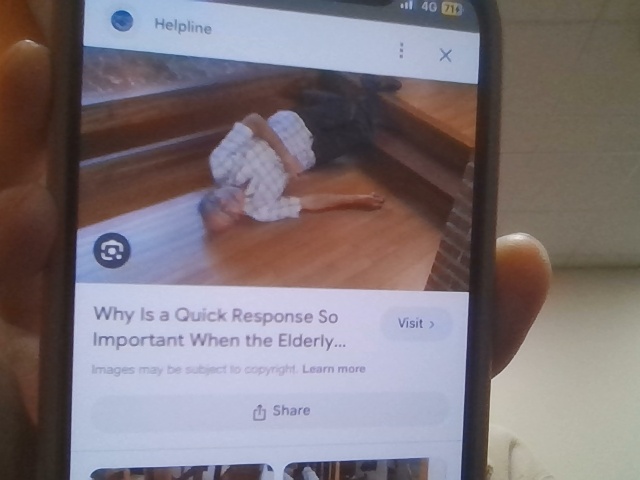 4G 71
Helpline
Why Is a Quick Response So
Important When the Elderly...
Visit >
Images may be subject to copyright. Learn more
Share